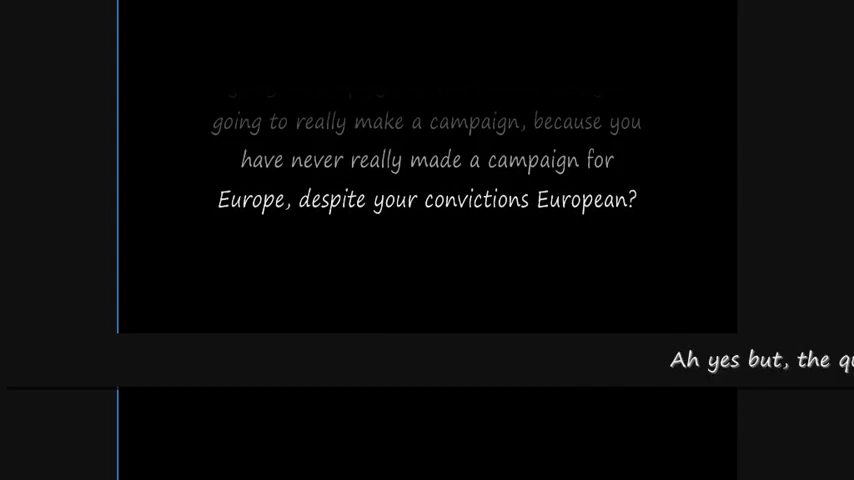 going to really make a campaign, because you
have never really made a campaign for
Europe, despite your convictions European?
Ah yes but, the